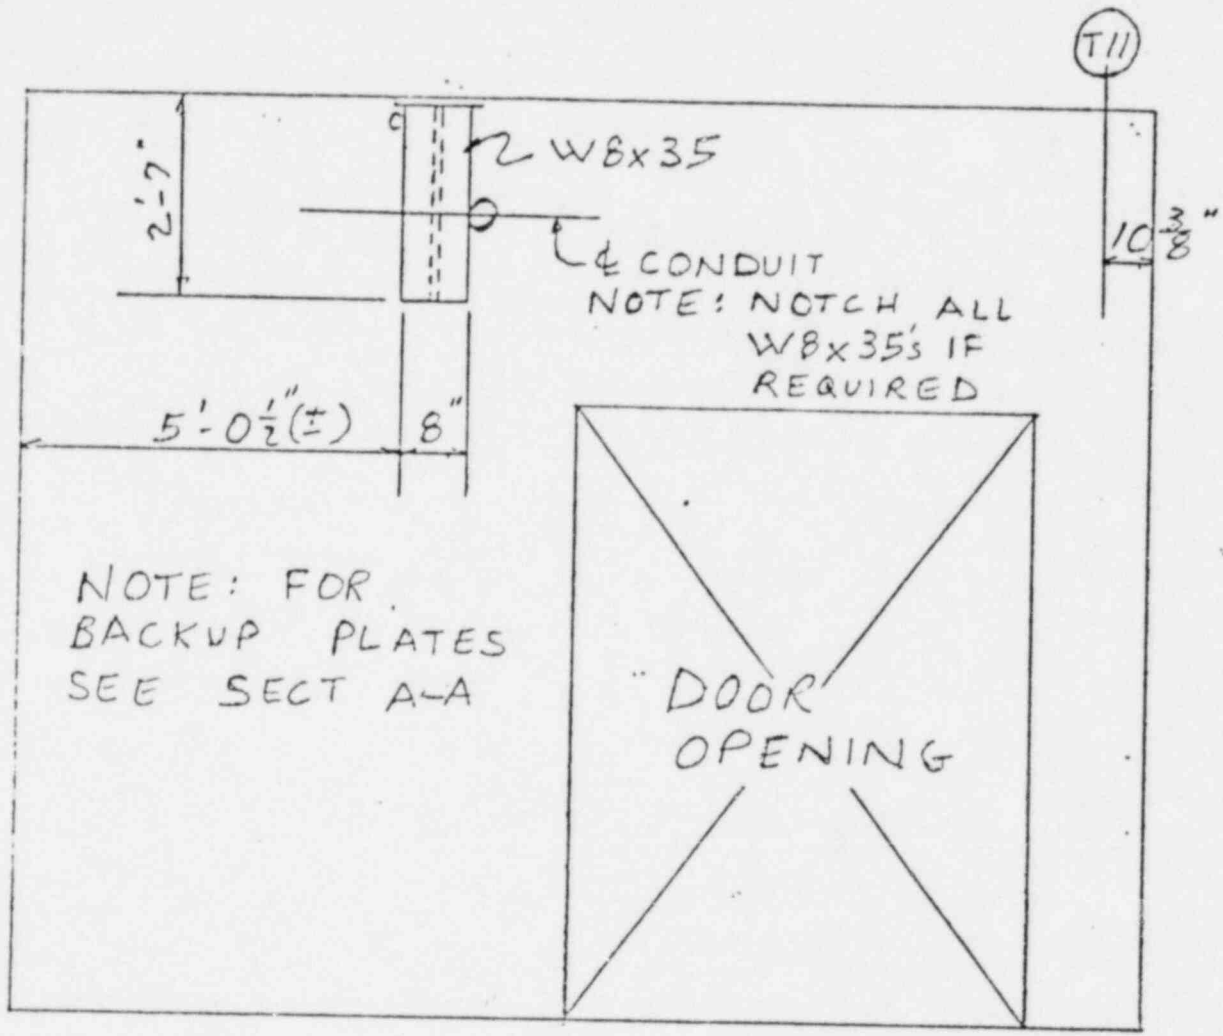 T11
2'-7"
W8x35
10 3/8"
℄ CONDUIT
NOTE: NOTCH ALL
W8x35's IF
REQUIRED
5'-0 1/2"(±)
8"
NOTE: FOR
BACKUP PLATES
SEE SECT A-A
DOOR
OPENING